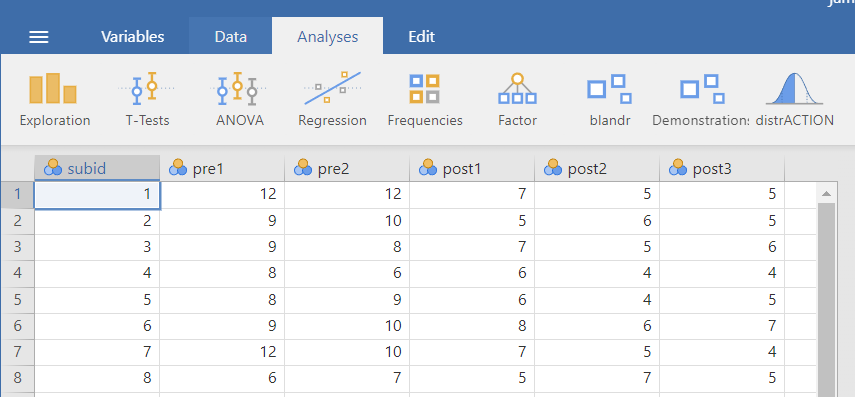 Variables Data Analyses Edit
Exploration T-Tests ANOVA Regression Frequencies Factor blandr Demonstrations distrACTION
subid pre1 pre2 post1 post2 post3
1 1 12 12 7 5 5
2 2 9 10 5 6 5
3 3 9 8 7 5 6
4 4 8 6 6 4 4
5 5 8 9 6 4 5
6 6 9 10 8 6 7
7 7 12 10 7 5 4
8 8 6 7 5 7 5